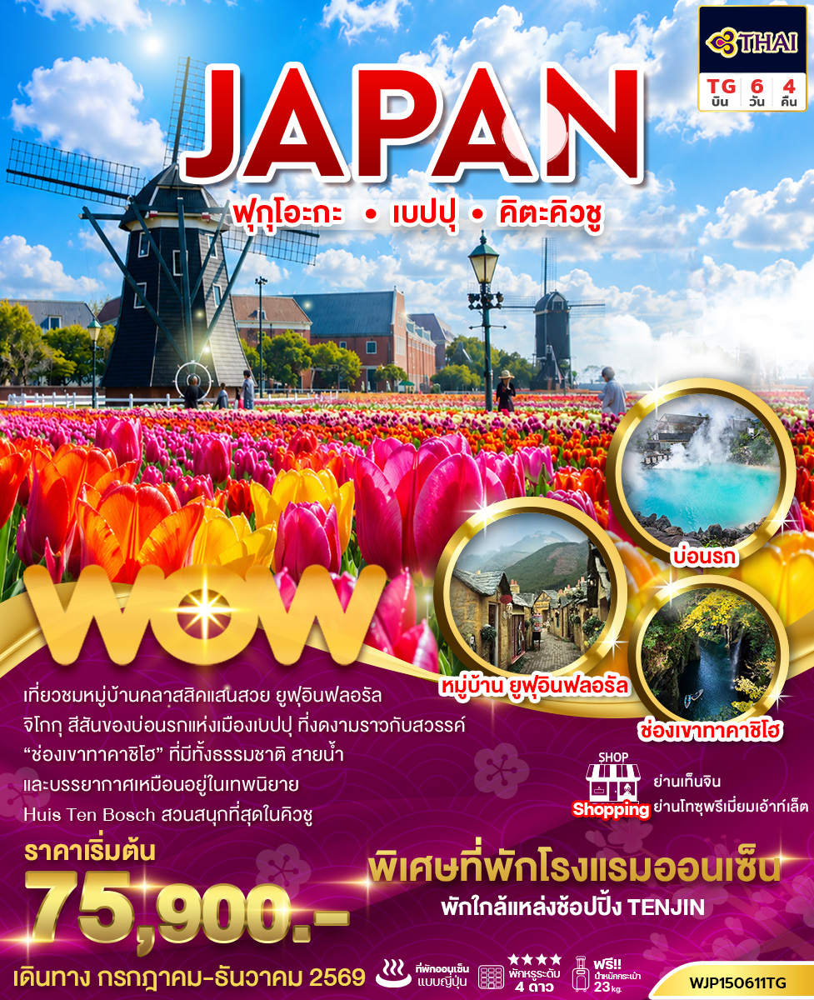 THAI
TG 6 4
บิน วัน คืน
JAPAN
ฟุกุโอะกะ • เบปปุ • คิตะคิวชู
บ่อนรก
หมู่บ้าน ยูฟุอินฟลอรัล
ช่องเขาทาคาชิโฮ
WOW
เที่ยวชมหมู่บ้านคลาสสิคแสนสวย ยูฟุอินฟลอรัล
จิโกกุ สีสันของบ่อนรกแห่งเมืองเบปปุ ที่งดงามราวกับสวรรค์
“ช่องเขาทาคาชิโฮ” ที่มีทั้งธรรมชาติ สายน้ำ
และบรรยากาศเหมือนอยู่ในเทพนิยาย
Huis Ten Bosch สวนสนุกที่สุดในคิวชู
SHOP
Shopping
ย่านเท็นจิน
ย่านโทซุพรีเมี่ยมเอ้าท์เล็ต
ราคาเริ่มต้น
75,900.-
พิเศษที่พักโรงแรมออนเซ็น
พักใกล้แหล่งช้อปปิ้ง TENJIN
เดินทาง กรกฎาคม-ธันวาคม 2569
ที่พักออนเซ็น
แบบญี่ปุ่น
พักหรูระดับ
4 ดาว
ฟรี!!
น้ำหนักกระเป๋า
23 kg.
WJP150611TG